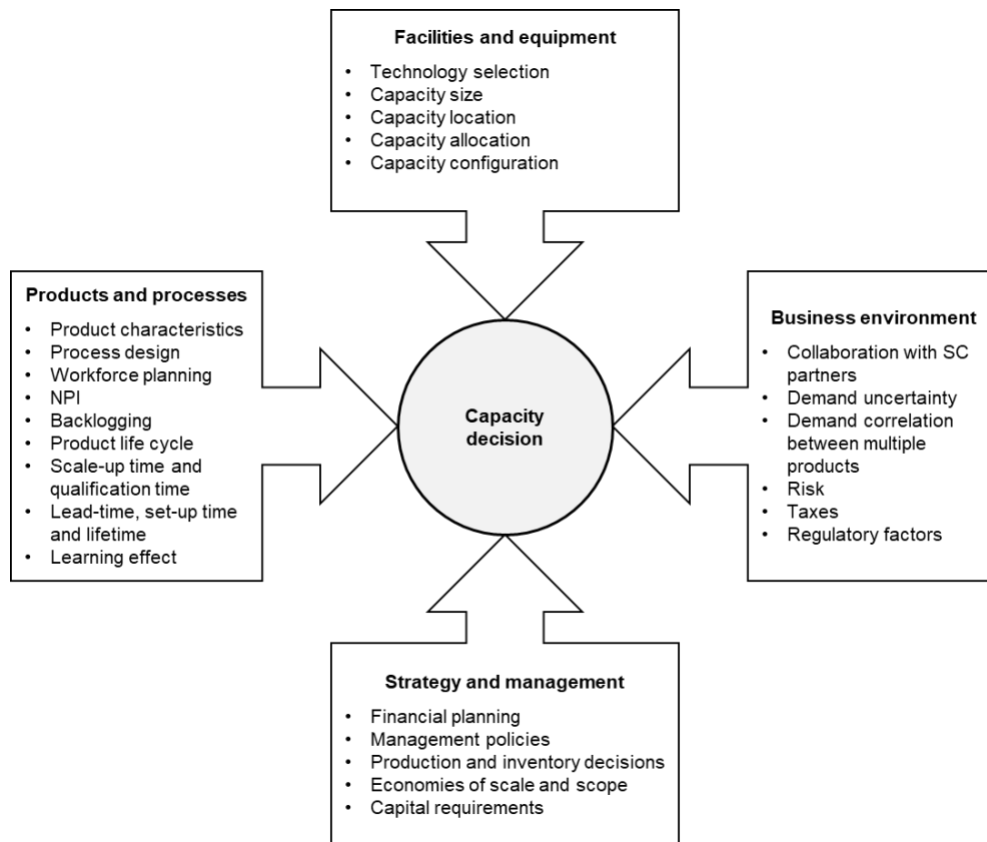 Facilities and equipment
• Technology selection
• Capacity size
• Capacity location
• Capacity allocation
• Capacity configuration
Products and processes
• Product characteristics
• Process design
• Workforce planning
• NPI
• Backlogging
• Product life cycle
• Scale-up time and
qualification time
• Lead-time, set-up time
and lifetime
• Learning effect
Capacity
decision
Business environment
• Collaboration with SC
partners
• Demand uncertainty
• Demand correlation
between multiple
products
• Risk
• Taxes
• Regulatory factors
Strategy and management
• Financial planning
• Management policies
• Production and inventory decisions
• Economies of scale and scope
• Capital requirements